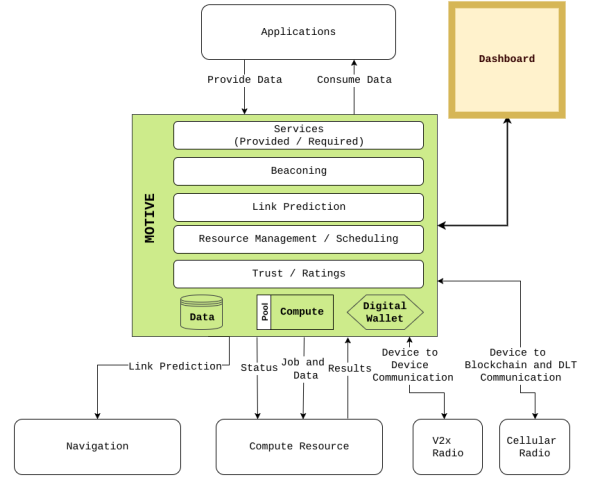 Applications
Dashboard
Provide Data
Consume Data
MOTIVE
Services
(Provided / Required)
Beaconing
Link Prediction
Resource Management / Scheduling
Trust / Ratings
Data
Pool
Compute
Digital
Wallet
Link Prediction
Status
Job and
Data
Results
Device to
Device
Communication
Device to
Blockchain and DLT
Communication
Navigation
Compute Resource
V2x
Radio
Cellular
Radio